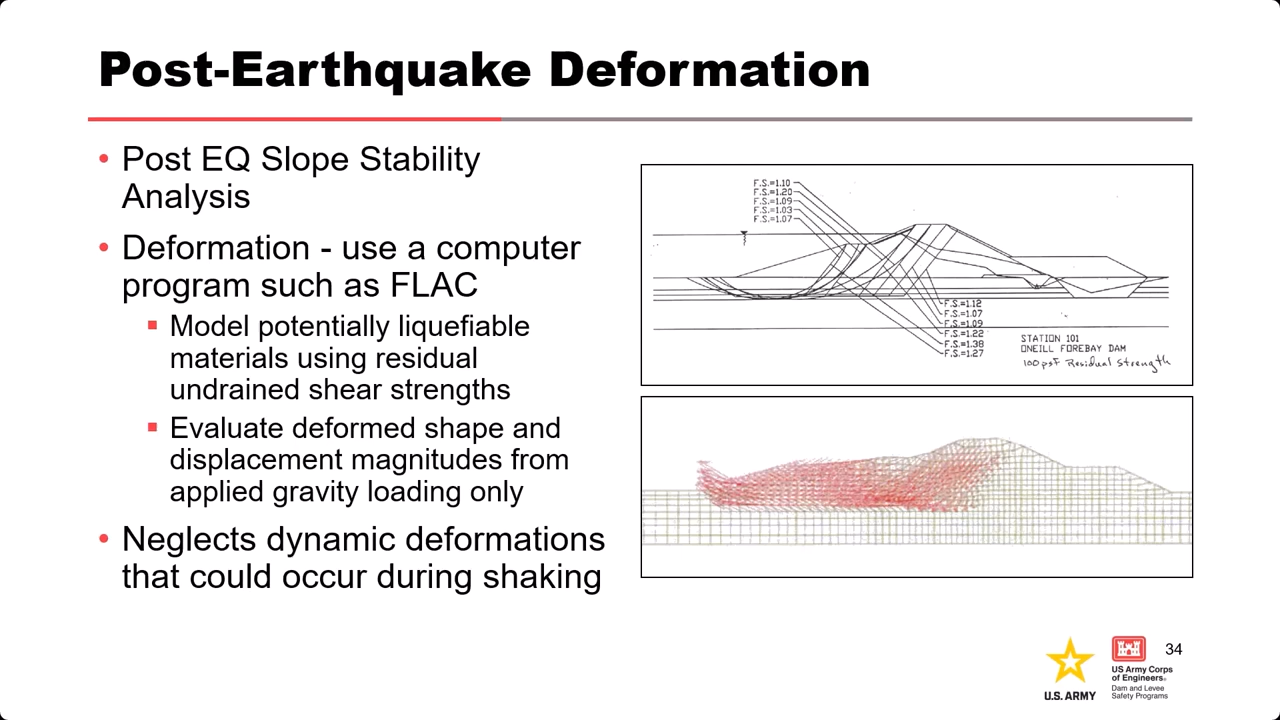 Post-Earthquake Deformation
• Post EQ Slope Stability
Analysis
• Deformation - use a computer
program such as FLAC
▪ Model potentially liquefiable
materials using residual
undrained shear strengths
▪ Evaluate deformed shape and
displacement magnitudes from
applied gravity loading only
• Neglects dynamic deformations
that could occur during shaking
F.S.=1.10
F.S.=1.20
F.S.=1.09
F.S.=1.03
F.S.=1.07
F.S.=1.12
F.S.=1.07
F.S.=1.09
F.S.=1.22
F.S.=1.38
F.S.=1.27
STATION 101
ONEILL FOREBAY DAM
100 psf Residual Strength
U.S. ARMY
US Army Corps
of Engineers®
Dam and Levee
Safety Programs
34